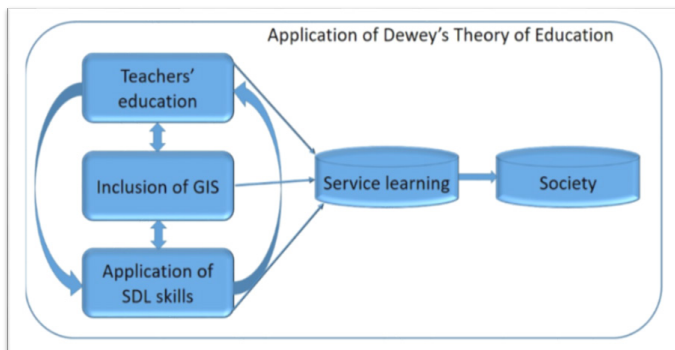 Application of Dewey's Theory of Education
Teachers'
education
Inclusion of GIS
Application of
SDL skills
Service learning
Society